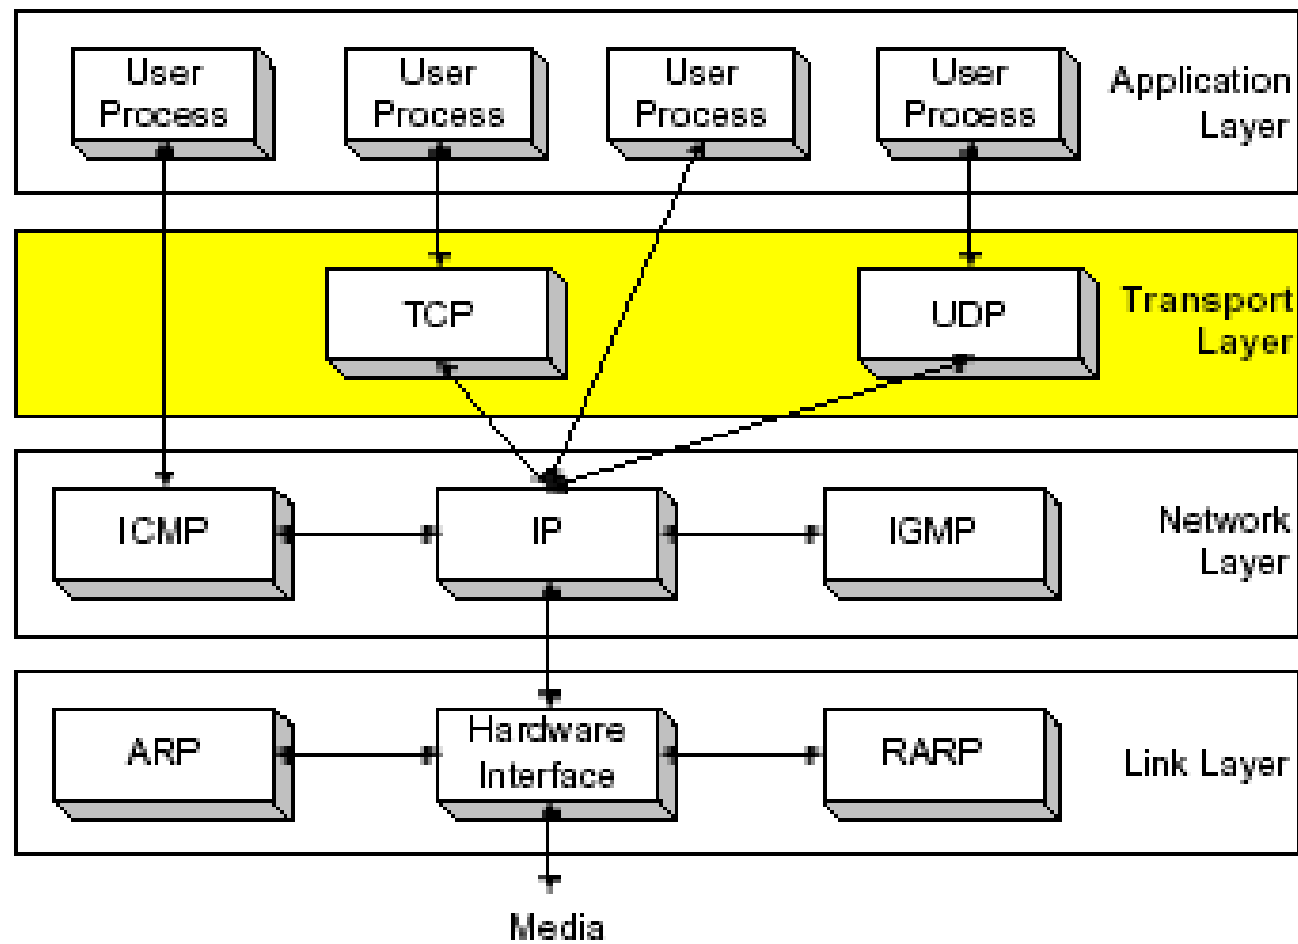 User
Process
User
Process
User
Process
User
Process
Application
Layer
TCP
UDP
Transport
Layer
ICMP
IP
IGMP
Network
Layer
ARP
Hardware
Interface
RARP
Link Layer
Media